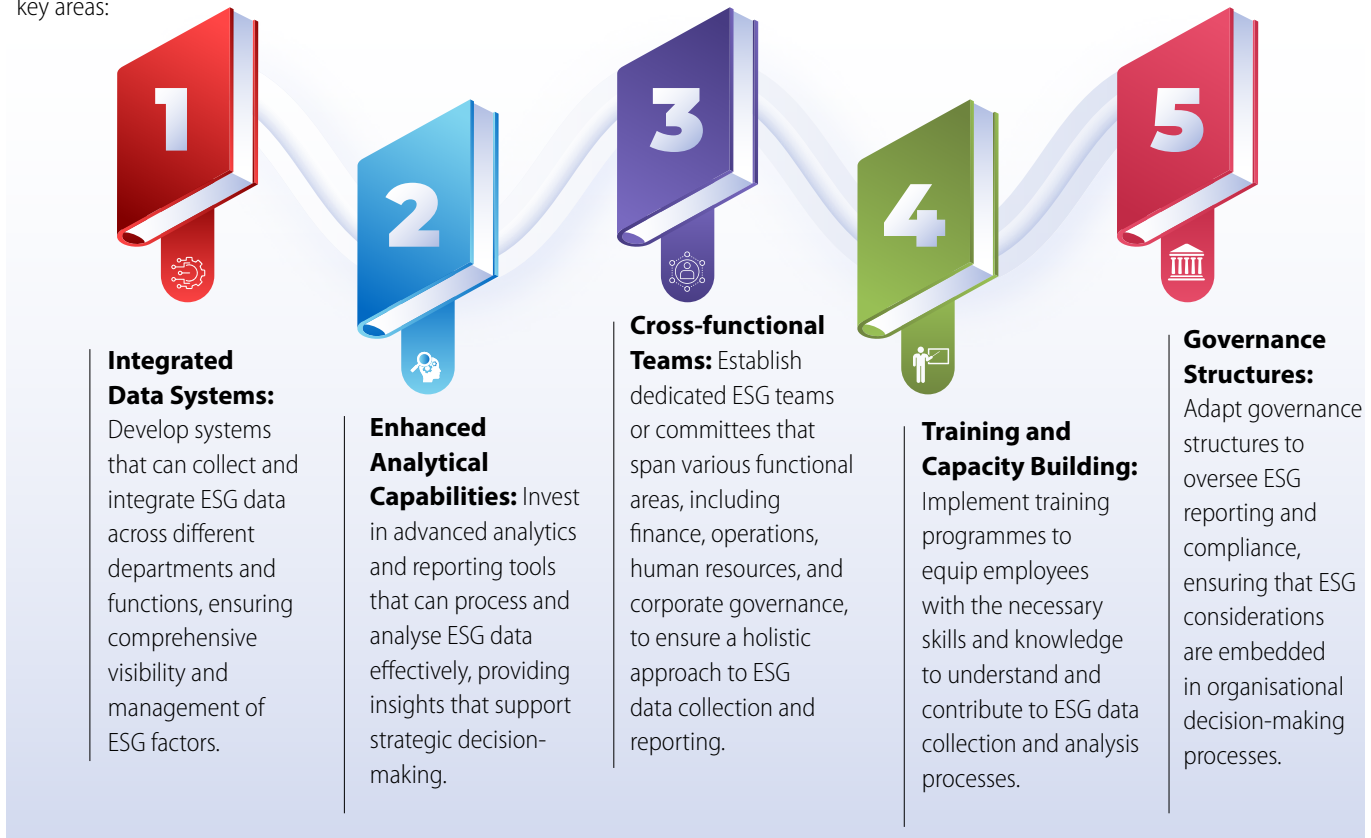 key areas:
1
Integrated
Data Systems:
Develop systems
that can collect and
integrate ESG data
across different
departments and
functions, ensuring
comprehensive
visibility and
management of
ESG factors.
2
Enhanced
Analytical
Capabilities: Invest
in advanced analytics
and reporting tools
that can process and
analyse ESG data
effectively, providing
insights that support
strategic decision-
making.
3
Cross-functional
Teams: Establish
dedicated ESG teams
or committees that
span various functional
areas, including
finance, operations,
human resources, and
corporate governance,
to ensure a holistic
approach to ESG
data collection and
reporting.
4
Training and
Capacity Building:
Implement training
programmes to
equip employees
with the necessary
skills and knowledge
to understand and
contribute to ESG data
collection and analysis
processes.
5
Governance
Structures:
Adapt governance
structures to
oversee ESG
reporting and
compliance,
ensuring that ESG
considerations
are embedded
in organisational
decision-making
processes.